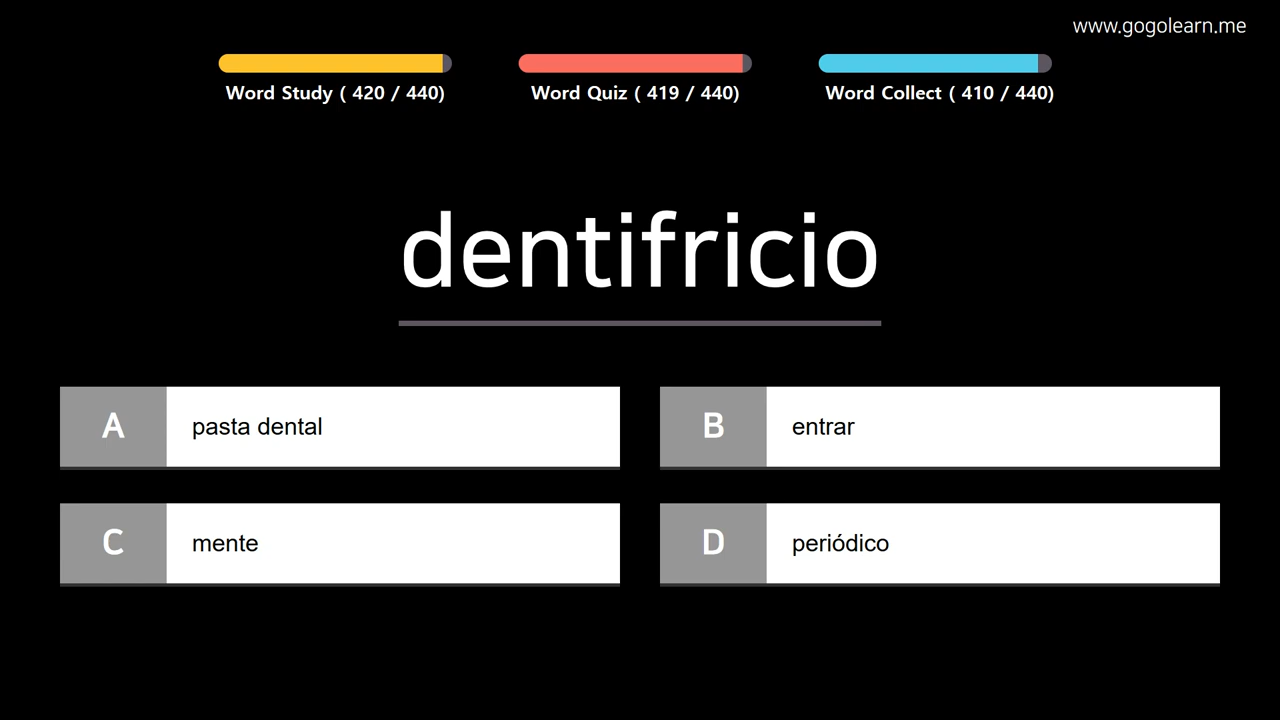 www.gogolearn.me
Word Study ( 420 / 440)
Word Quiz ( 419 / 440)
Word Collect ( 410 / 440)
dentifricio
A pasta dental
B entrar
C mente
D periódico